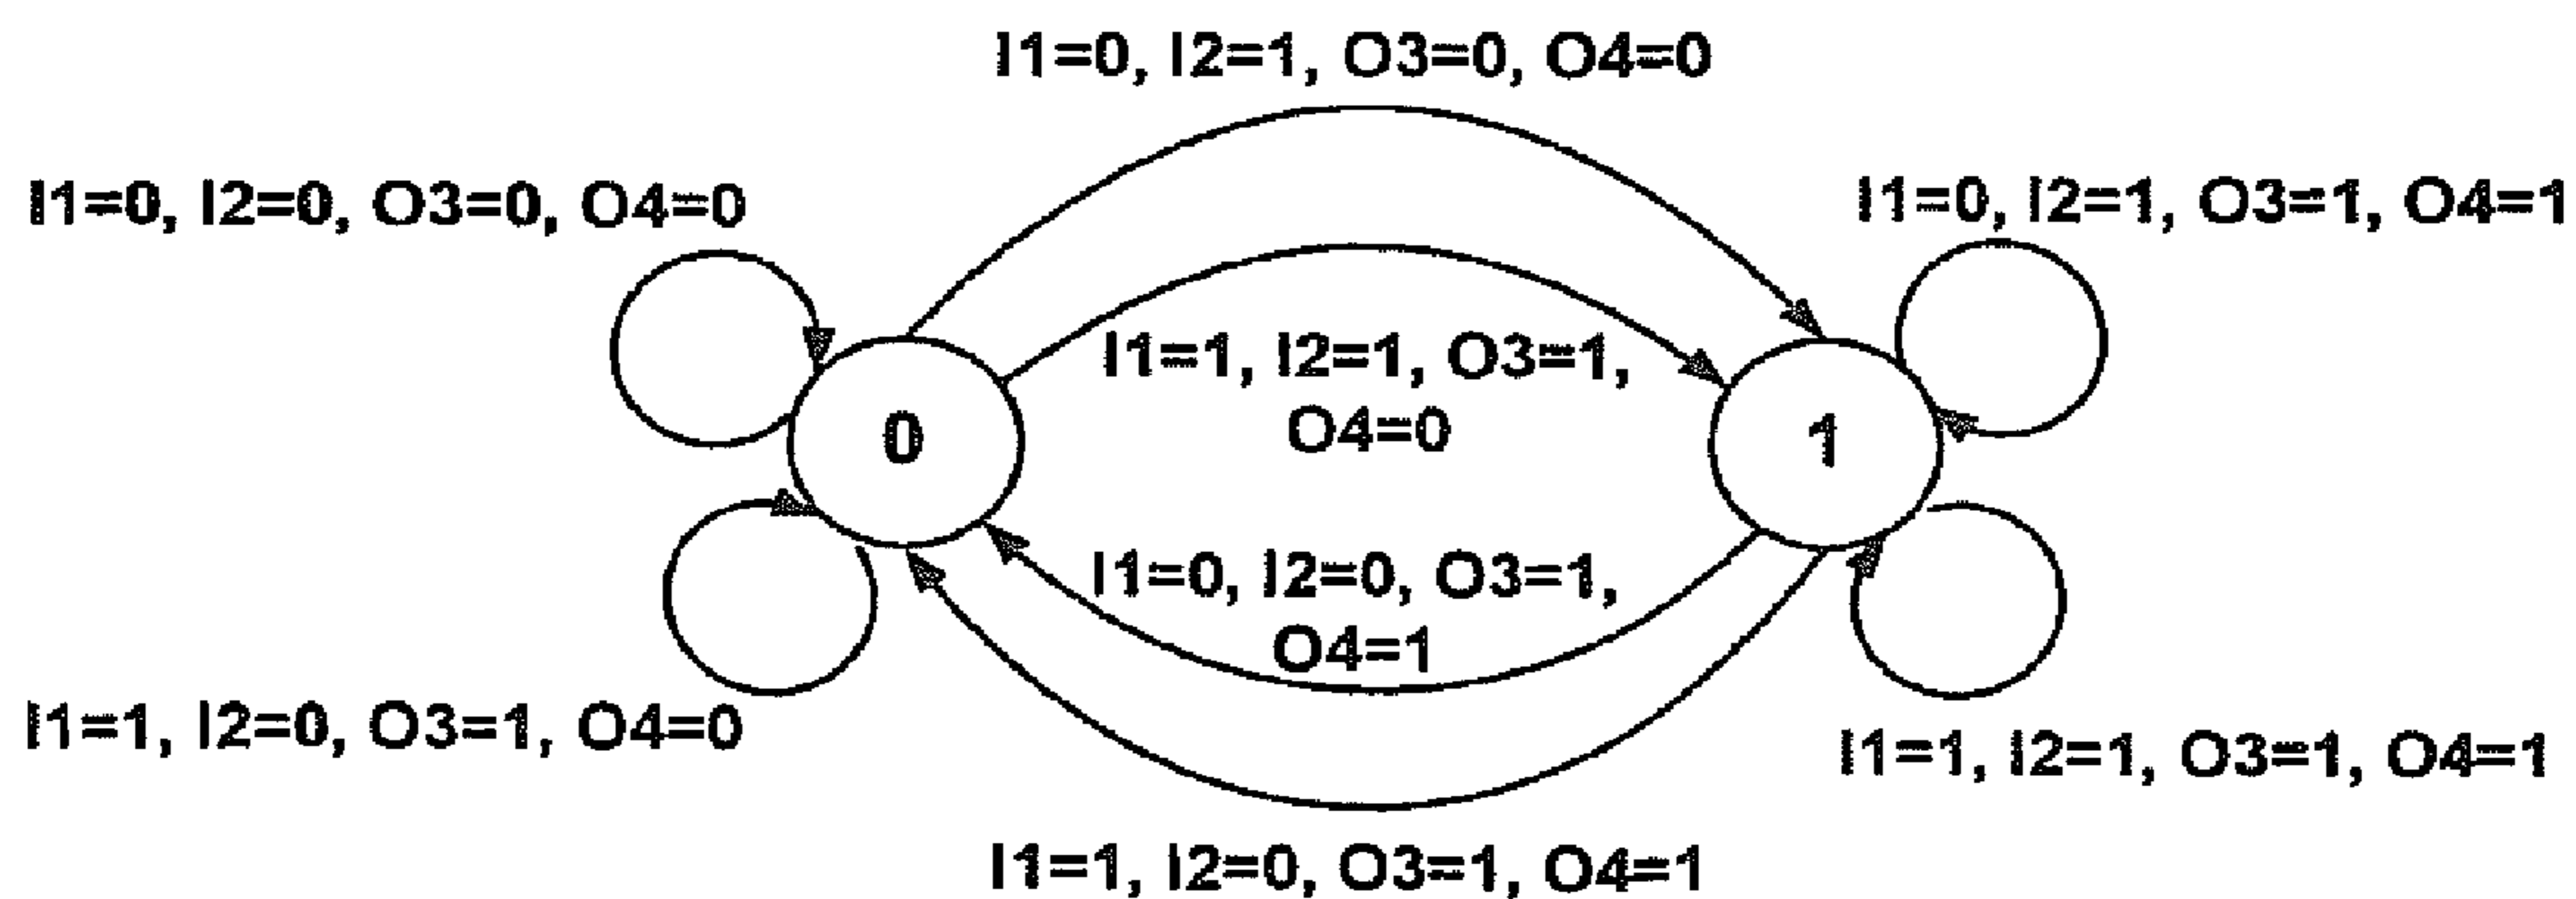 I1=0, I2=1, O3=0, O4=0
I1=0, I2=0, O3=0, O4=0
I1=0, I2=1, O3=1, O4=1
I1=1, I2=1, O3=1,
O4=0
0
1
I1=0, I2=0, O3=1,
O4=1
I1=1, I2=0, O3=1, O4=0
I1=1, I2=1, O3=1, O4=1
I1=1, I2=0, O3=1, O4=1